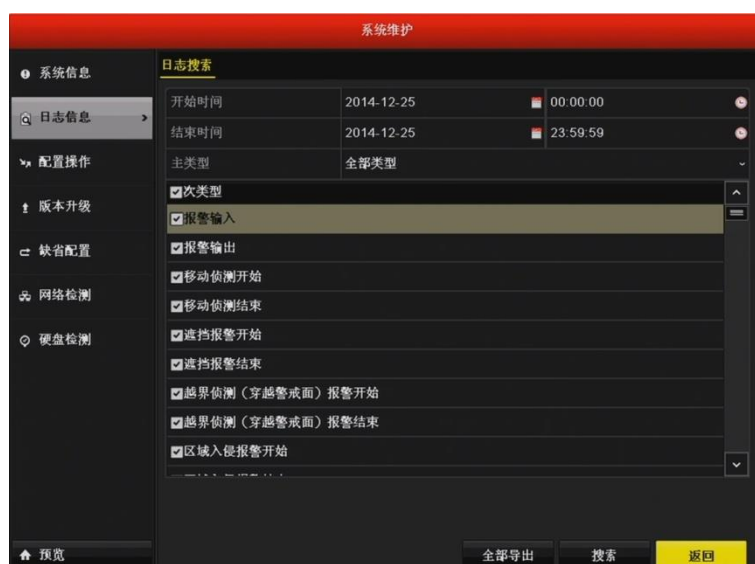 系统维护
系统信息
日志信息
配置操作
版本升级
缺省配置
网络检测
硬盘检测
预览
日志搜索
开始时间 2014-12-25 00:00:00
结束时间 2014-12-25 23:59:59
主类型 全部类型
次类型
报警输入
报警输出
移动侦测开始
移动侦测结束
遮挡报警开始
遮挡报警结束
越界侦测（穿越警戒面）报警开始
越界侦测（穿越警戒面）报警结束
区域入侵报警开始
全部导出 搜索 返回